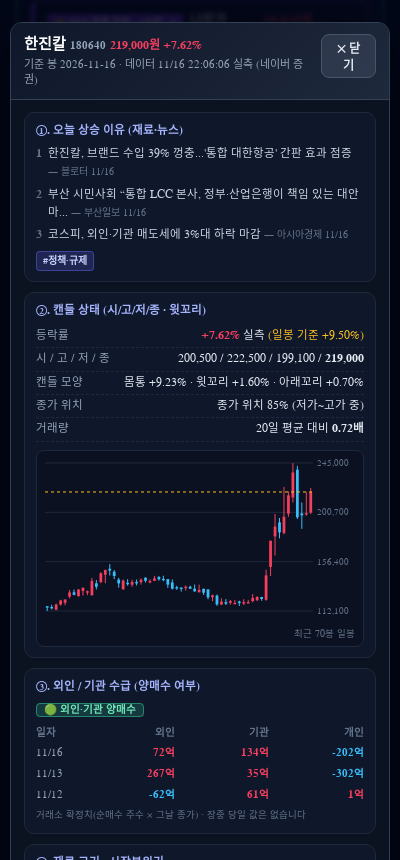 한진칼 180640 219,000원 +7.62%
기준 봉 2026-11-16 · 데이터 11/16 22:06:06 실측 (네이버 증
권)
✕ 닫
기
①. 오늘 상승 이유 (재료·뉴스)
1 한진칼, 브랜드 수입 39% 껑충...'통합 대한항공' 간판 효과 점증
— 블로터 11/16
2 부산 시민사회 “통합 LCC 본사, 정부·산업은행이 책임 있는 대안
마... — 부산일보 11/16
3 코스피, 외인·기관 매도세에 3%대 하락 마감 — 아시아경제 11/16
#정책·규제
②. 캔들 상태 (시/고/저/종 · 윗꼬리)
등락률 +7.62% 실측 (일봉 기준 +9.50%)
시 / 고 / 저 / 종 200,500 / 222,500 / 199,100 / 219,000
캔들 모양 몸통 +9.23% · 윗꼬리 +1.60% · 아래꼬리 +0.70%
종가 위치 종가 위치 85% (저가~고가 중)
거래량 20일 평균 대비 0.72배
245,000
200,700
156,400
112,100
최근 70봉 일봉
③. 외인 / 기관 수급 (양매수 여부)
🟢 외인·기관 양매수
일자 외인 기관 개인
11/16 72억 134억 -202억
11/13 267억 35억 -302억
11/12 -62억 61억 1억
거래소 확정치(순매수 주수 × 그날 종가) · 장중 당일 값은 없습니다